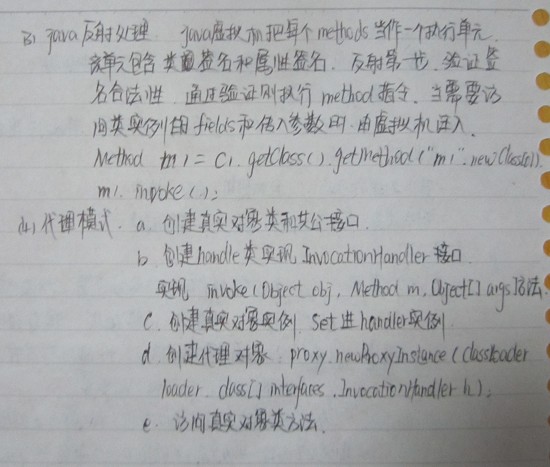 (3) java反射处理 java虚拟机把每个methods当作一个执行单元.
该单元包含类型签名和属性签名. 反射第一步, 验证签
名合法性. 通过验证则执行method指令. 当需要访
问类实例的fields和传入参数时. 由虚拟机注入.
Method m1 = C1.getClass().getMethod("m1".new Class[0]).
m1.invoke();
(4) 代理模式. a. 创建真实对象类和共公接口.
b. 创建handle类实现InvocationHandler接口.
实现 invoke(Object obj, Method m, Object[] args)方法.
c. 创建真实对象实例 set进handler实例.
d. 创建代理对象 proxy.newProxyInstance(Classloader
loader. class[] interfaces. InvocationHandler h);
e. 访问真实对象类方法.